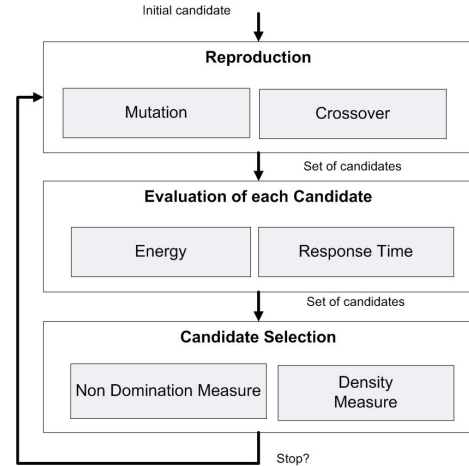 Initial candidate
Reproduction
Mutation
Crossover
Set of candidates
Evaluation of each Candidate
Energy
Response Time
Set of candidates
Candidate Selection
Non Domination Measure
Density
Measure
Stop?